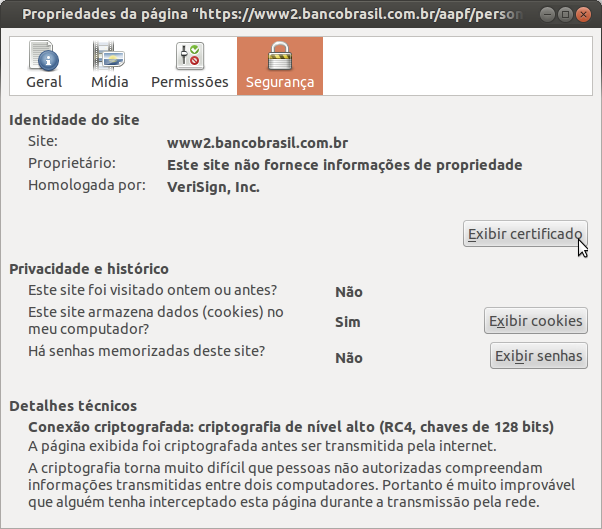 Propriedades da página “https://www2.bancobrasil.com.br/aapf/person
Geral
Mídia
Permissões
Segurança
Identidade do site
Site: www2.bancobrasil.com.br
Proprietário: Este site não fornece informações de propriedade
Homologada por: VeriSign, Inc.
Exibir certificado
Privacidade e histórico
Este site foi visitado ontem ou antes? Não
Este site armazena dados (cookies) no
meu computador? Sim
Exibir cookies
Há senhas memorizadas deste site? Não
Exibir senhas
Detalhes técnicos
Conexão criptografada: criptografia de nível alto (RC4, chaves de 128 bits)
A página exibida foi criptografada antes ser transmitida pela internet.
A criptografia torna muito difícil que pessoas não autorizadas compreendam
informações transmitidas entre dois computadores. Portanto é muito improvável
que alguém tenha interceptado esta página durante a transmissão pela rede.